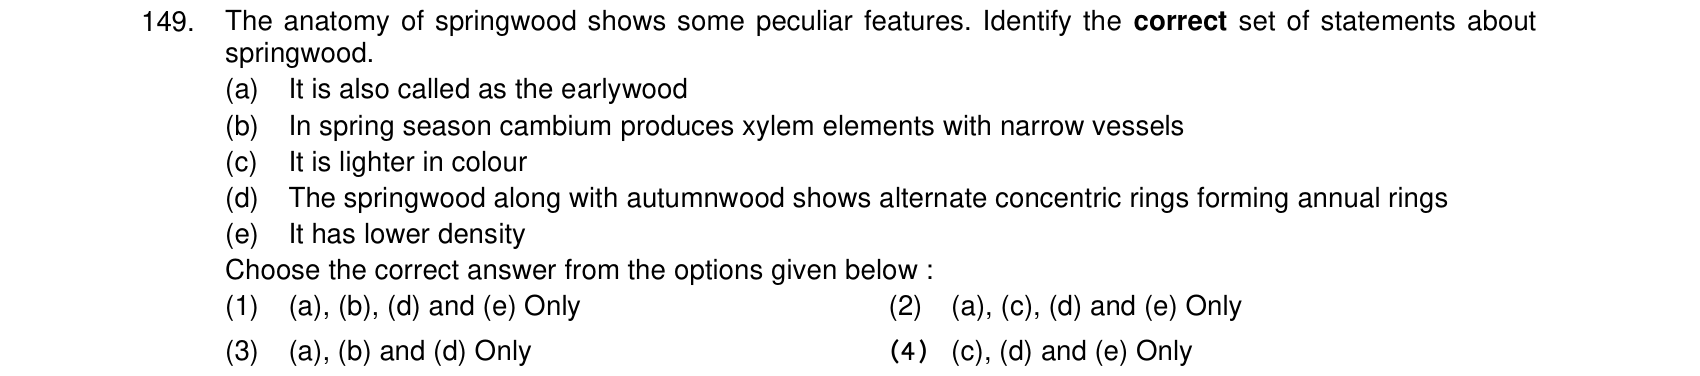 149. The anatomy of springwood shows some peculiar features. Identify the correct set of statements about
springwood.
(a) It is also called as the earlywood
(b) In spring season cambium produces xylem elements with narrow vessels
(c) It is lighter in colour
(d) The springwood along with autumnwood shows alternate concentric rings forming annual rings
(e) It has lower density
Choose the correct answer from the options given below :
(1) (a), (b), (d) and (e) Only (2) (a), (c), (d) and (e) Only
(3) (a), (b) and (d) Only (4) (c), (d) and (e) Only